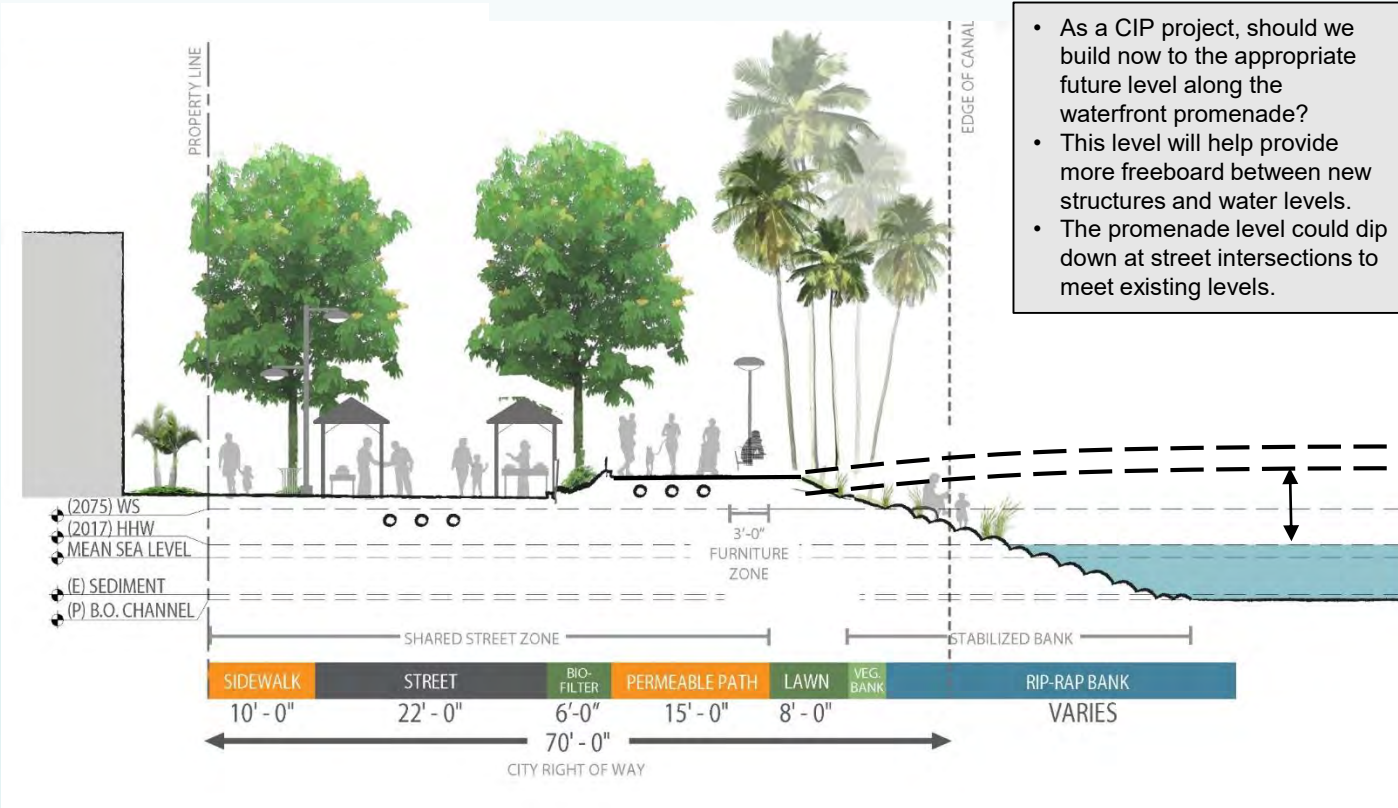 • As a CIP project, should we
build now to the appropriate
future level along the
waterfront promenade?
• This level will help provide
more freeboard between new
structures and water levels.
• The promenade level could dip
down at street intersections to
meet existing levels.
PROPERTY LINE
EDGE OF CANAL
(2075) WS
(2017) HHW
MEAN SEA LEVEL
(E) SEDIMENT
(P) B.O. CHANNEL
3'-0"
FURNITURE
ZONE
SHARED STREET ZONE
STABILIZED BANK
SIDEWALK
STREET
BIO-
FILTER
PERMEABLE PATH
LAWN
VEG.
BANK
RIP-RAP BANK
10' - 0"
22' - 0"
6'-0"
15' - 0"
8' - 0"
VARIES
70' - 0"
CITY RIGHT OF WAY